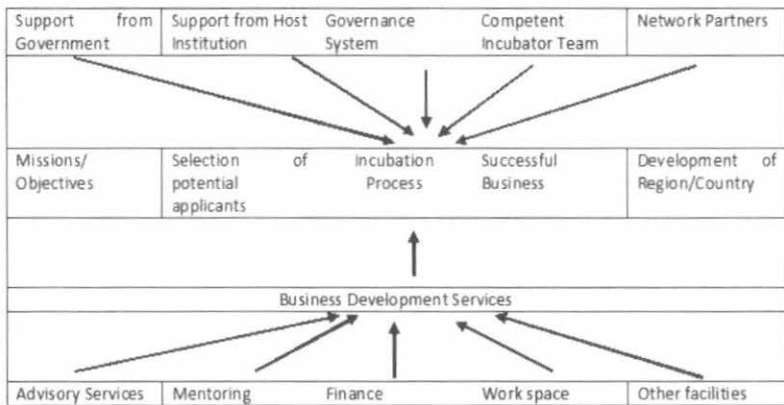 Support from Government
Support from Host Institution
Governance System
Competent Incubator Team
Network Partners
Missions/ Objectives
Selection of potential applicants
Incubation Process
Successful Business
Development of Region/Country
Business Development Services
Advisory Services
Mentoring
Finance
Work space
Other facilities